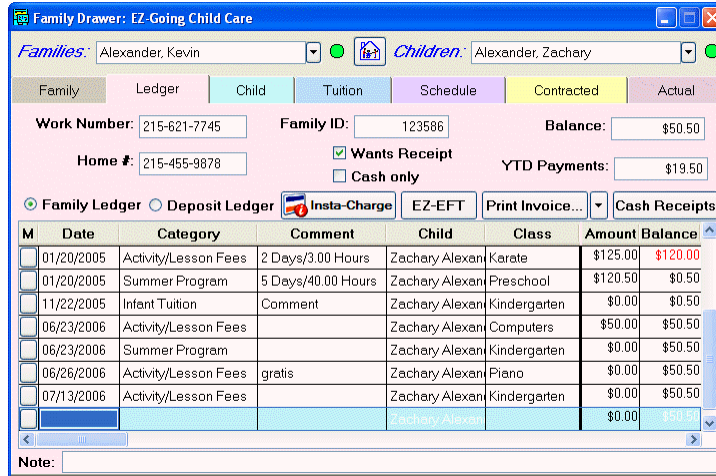 Family Drawer: EZ-Going Child Care
Families: Alexander, Kevin Children: Alexander, Zachary
Family Ledger Child Tuition Schedule Contracted Actual
Work Number: 215-621-7745 Family ID: 123586 Balance: $50.50
Home #: 215-455-9878 Wants Receipt YTD Payments: $19.50
Cash only
Family Ledger Deposit Ledger Insta-Charge EZ-EFT Print Invoice... Cash Receipts
M Date Category Comment Child Class Amount Balance
01/20/2005 Activity/Lesson Fees 2 Days/3.00 Hours Zachary Alexan Karate $125.00 $120.00
01/20/2005 Summer Program 5 Days/40.00 Hours Zachary Alexan Preschool $120.50 $0.50
11/22/2005 Infant Tuition Comment Zachary Alexan Kindergarten $0.00 $0.50
06/23/2006 Activity/Lesson Fees Zachary Alexan Computers $50.00 $50.50
06/23/2006 Summer Program Zachary Alexan Kindergarten $0.00 $50.50
06/26/2006 Activity/Lesson Fees gratis Zachary Alexan Piano $0.00 $50.50
07/13/2006 Activity/Lesson Fees Zachary Alexan Kindergarten $0.00 $50.50
Zachary Alexan $0.00 $50.50
Note: